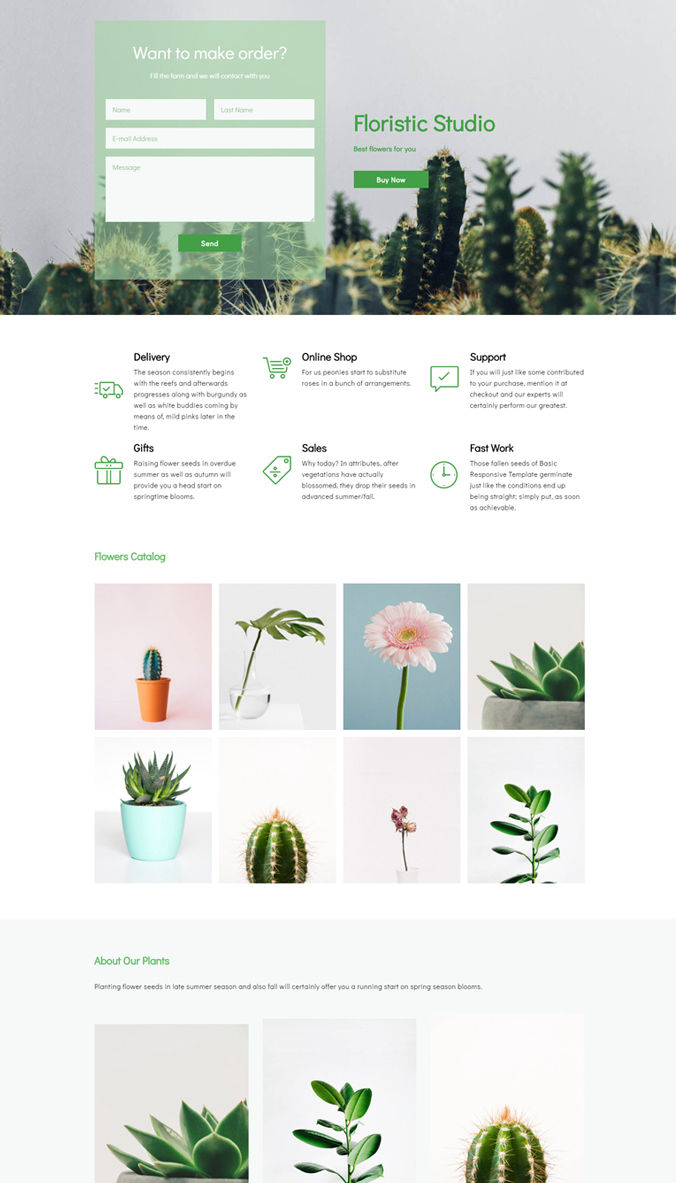 Want to make order?
Fill the form and we will contact with you
Name
Last Name
E-mail Address
Message
Send
Floristic Studio
Best flowers for you
Buy Now
Delivery
The season consistently begins
with the reefs and afterwards
progresses along with burgundy as
well as white buddies coming by
means of, mild pinks later in the
time.
Online Shop
For us peonies start to substitute
roses in a bunch of arrangements.
Support
If you will just like some contributed
to your purchase, mention it at
checkout and our experts will
certainly perform our greatest.
Gifts
Raising flower seeds in overdue
summer as well as autumn will
provide you a head start on
springtime blooms.
Sales
Why today? In attributes, after
vegetations have actually
blossomed, they drop their seeds in
advanced summer/fall.
Fast Work
Those fallen seeds of Basic
Responsive Template germinate
just like the conditions end up
being straight; simply put, as soon
as achievable.
Flowers Catalog
About Our Plants
Planting flower seeds in late summer season and also fall will certainly offer you a running start on spring season blooms.